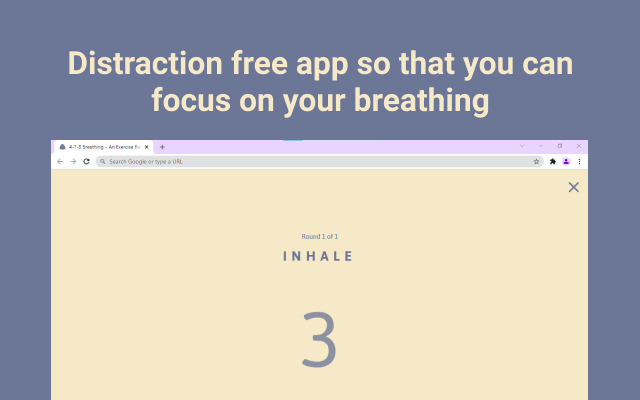 Distraction free app so that you can
focus on your breathing
4-7-8 Breathing – An Exercise fo
Search Google or type a URL
Round 1 of 1
INHALE
3